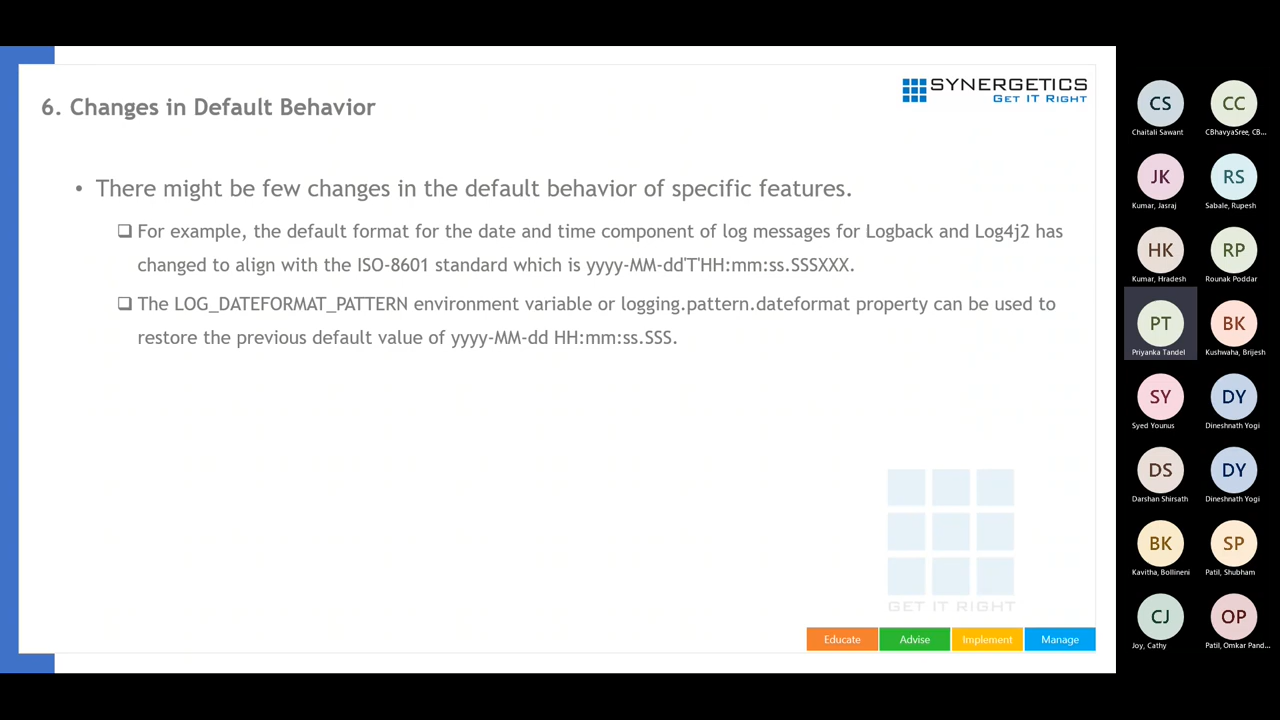 SYNERGETICS
GET IT RIGHT
6. Changes in Default Behavior
• There might be few changes in the default behavior of specific features.
❑ For example, the default format for the date and time component of log messages for Logback and Log4j2 has
changed to align with the ISO-8601 standard which is yyyy-MM-dd'T'HH:mm:ss.SSSXXX.
❑ The LOG_DATEFORMAT_PATTERN environment variable or logging.pattern.dateformat property can be used to
restore the previous default value of yyyy-MM-dd HH:mm:ss.SSS.
GET IT RIGHT
Educate Advise Implement Manage
CS CC
Chaitali Sawant CBhavyaSree, CB...
JK RS
Kumar, Jasraj Sabale, Rupesh
HK RP
Kumar, Hradesh Rounak Poddar
PT BK
Priyanka Tandel Kushwaha, Brijesh
SY DY
Syed Younus Dineshnath Yogi
DS DY
Darshan Shirsath Dineshnath Yogi
BK SP
Kavitha, Bollineni Patil, Shubham
CJ OP
Joy, Cathy Patil, Omkar Pand...